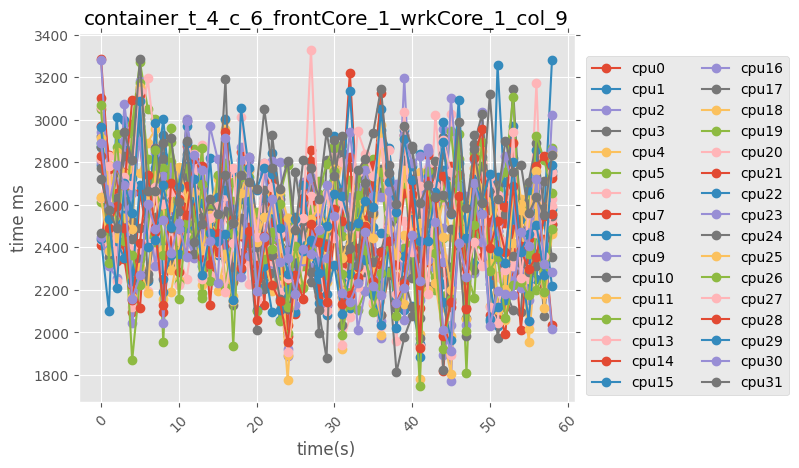 container_t_4_c_6_frontCore_1_wrkCore_1_col_9
time ms
3400
3200
3000
2800
2600
2400
2200
2000
1800
0
10
20
30
40
50
60
time(s)
cpu0
cpu1
cpu2
cpu3
cpu4
cpu5
cpu6
cpu7
cpu8
cpu9
cpu10
cpu11
cpu12
cpu13
cpu14
cpu15
cpu16
cpu17
cpu18
cpu19
cpu20
cpu21
cpu22
cpu23
cpu24
cpu25
cpu26
cpu27
cpu28
cpu29
cpu30
cpu31